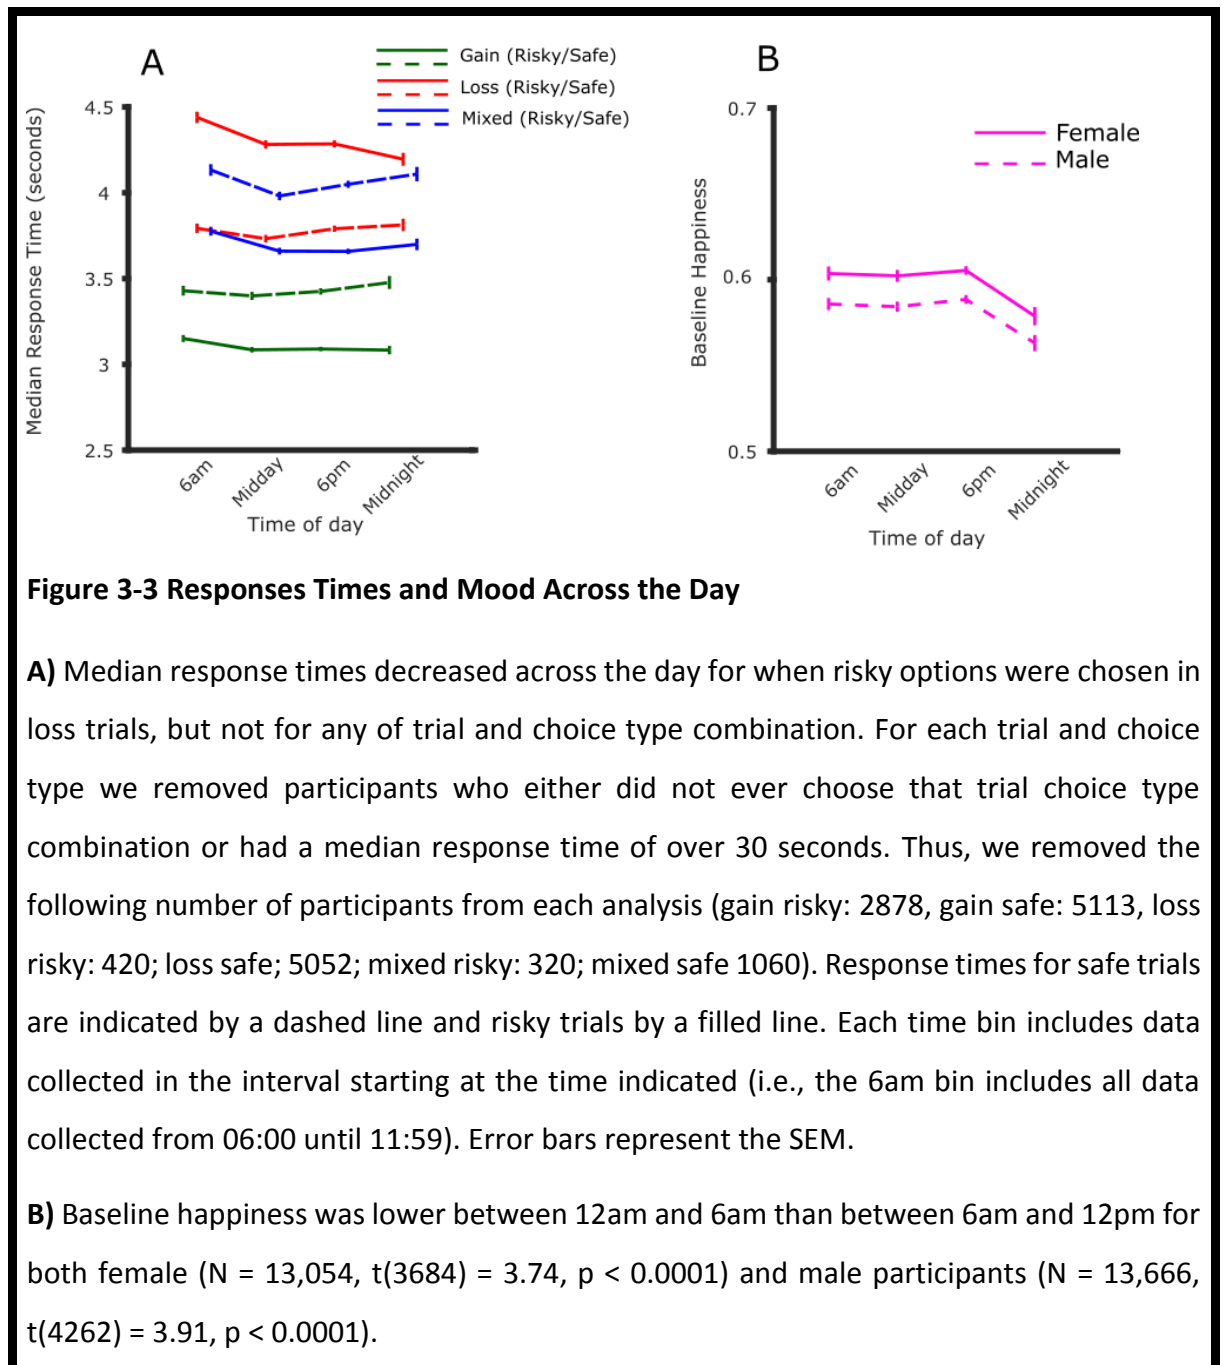 A
Gain (Risky/Safe)
Loss (Risky/Safe)
Mixed (Risky/Safe)
Median Response Time (seconds)
4.5
4
3.5
3
2.5
6am
Midday
6pm
Midnight
Time of day
B
Female
Male
Baseline Happiness
0.7
0.6
0.5
6am
Midday
6pm
Midnight
Time of day
Figure 3-3 Responses Times and Mood Across the Day
A) Median response times decreased across the day for when risky options were chosen in
loss trials, but not for any of trial and choice type combination. For each trial and choice
type we removed participants who either did not ever choose that trial choice type
combination or had a median response time of over 30 seconds. Thus, we removed the
following number of participants from each analysis (gain risky: 2878, gain safe: 5113, loss
risky: 420; loss safe; 5052; mixed risky: 320; mixed safe 1060). Response times for safe trials
are indicated by a dashed line and risky trials by a filled line. Each time bin includes data
collected in the interval starting at the time indicated (i.e., the 6am bin includes all data
collected from 06:00 until 11:59). Error bars represent the SEM.
B) Baseline happiness was lower between 12am and 6am than between 6am and 12pm for
both female (N = 13,054, t(3684) = 3.74, p < 0.0001) and male participants (N = 13,666,
t(4262) = 3.91, p < 0.0001).